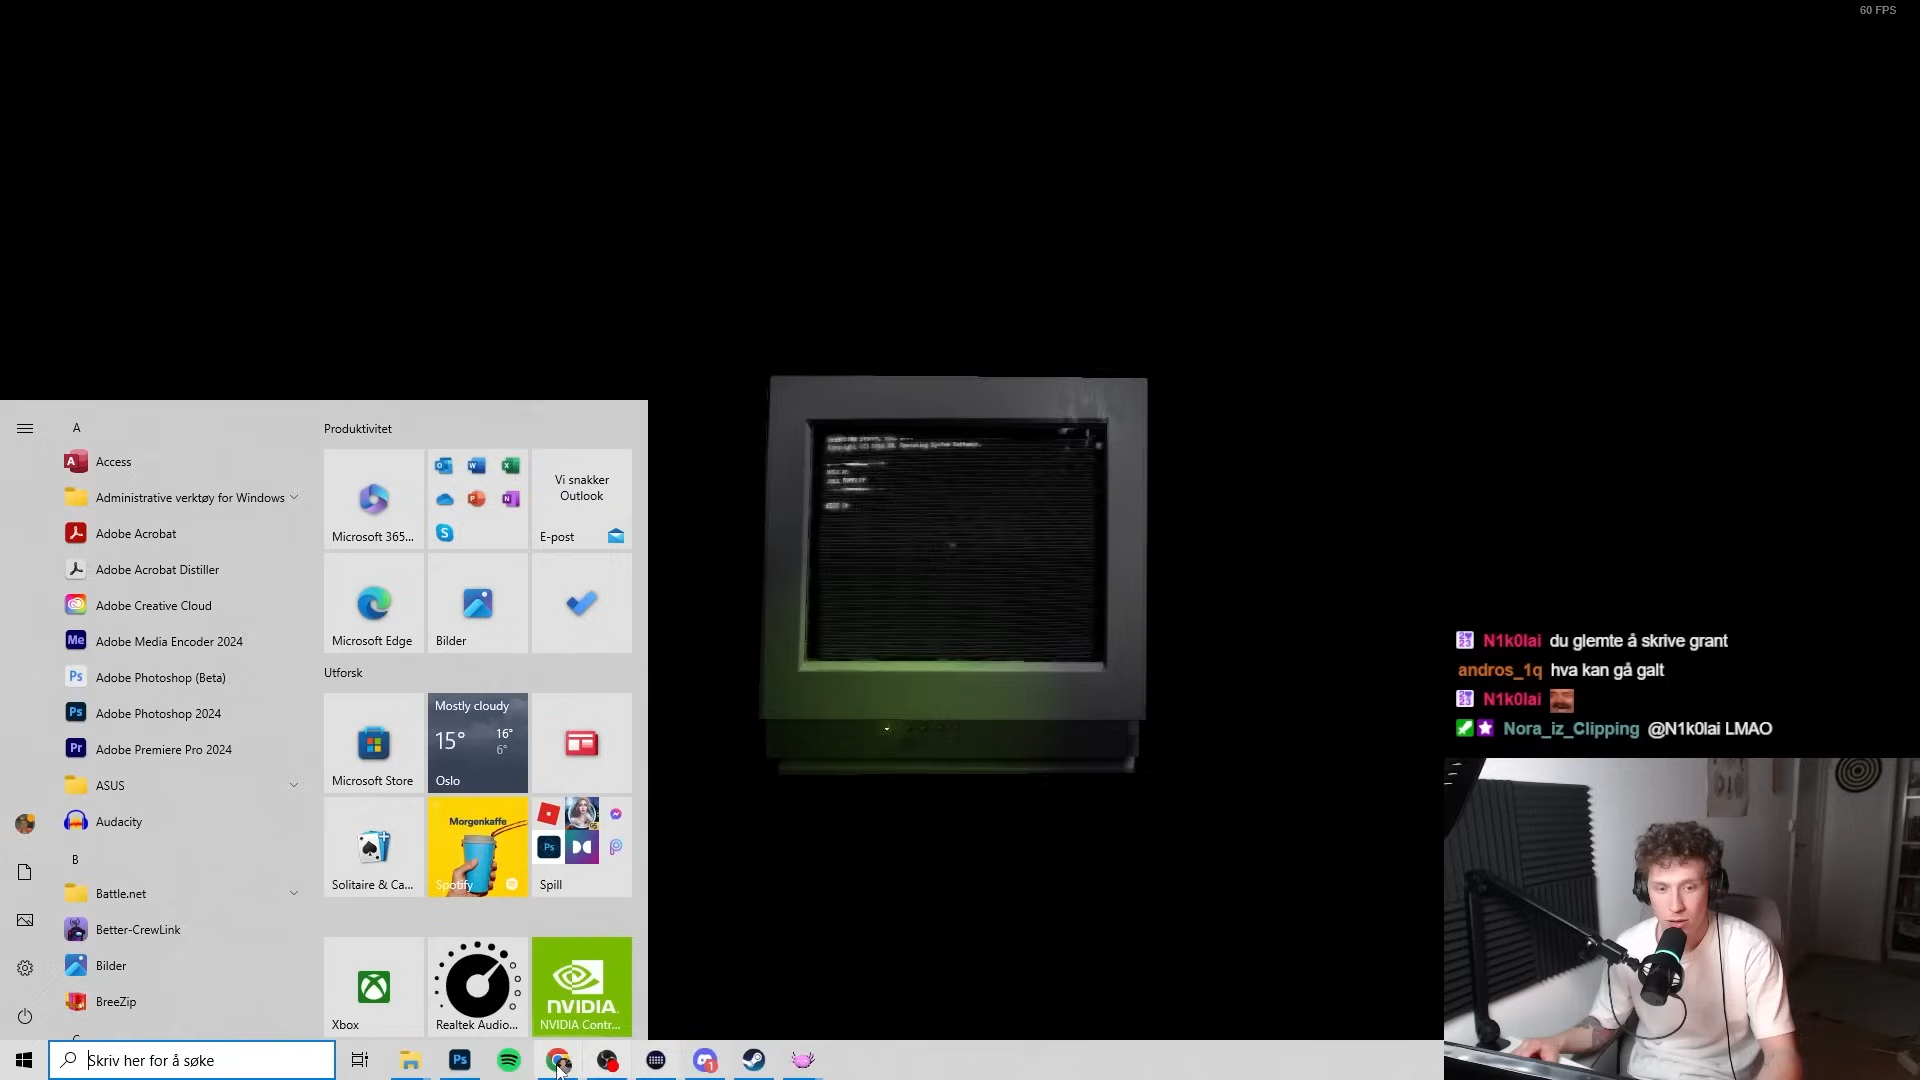 60 FPS
A
Access
Administrative verktøy for Windows
Adobe Acrobat
Adobe Acrobat Distiller
Adobe Creative Cloud
Adobe Media Encoder 2024
Adobe Photoshop (Beta)
Adobe Photoshop 2024
Adobe Premiere Pro 2024
ASUS
Audacity
B
Battle.net
Better-CrewLink
Bilder
BreeZip
Produktivitet
Microsoft 365...
Vi snakker
Outlook
E-post
Microsoft Edge
Bilder
Utforsk
Microsoft Store
Mostly cloudy
15° 16°
6°
Oslo
Solitaire & Ca...
Morgenkaffe
Spotify
Spill
Xbox
Realtek Audio...
NVIDIA.
NVIDIA Contr...
Operating System Software.
N1k0lai du glemte å skrive grant
andros_1q hva kan gå galt
N1k0lai
Nora_iz_Clipping @N1k0lai LMAO
Skriv her for å søke